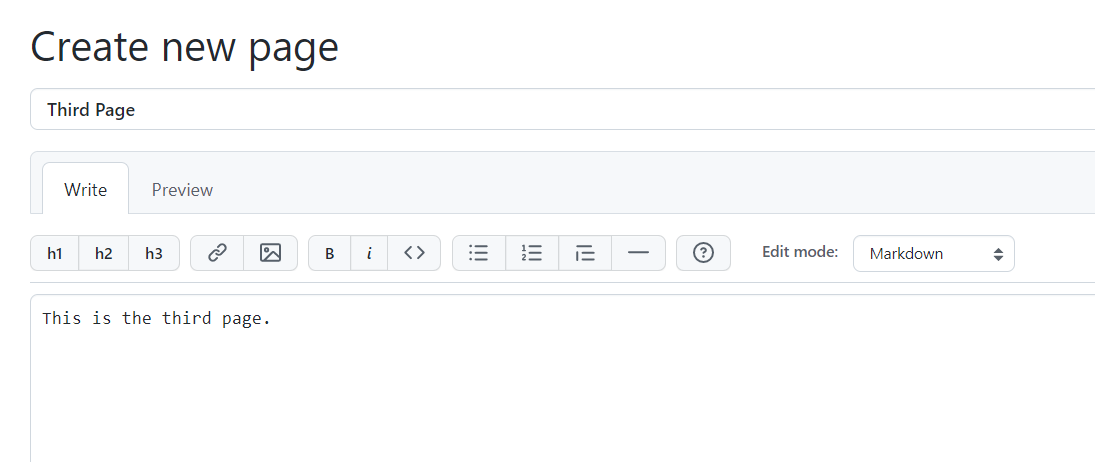 Create new page
Third Page
Write Preview
h1 h2 h3 B i Edit mode: Markdown
This is the third page.